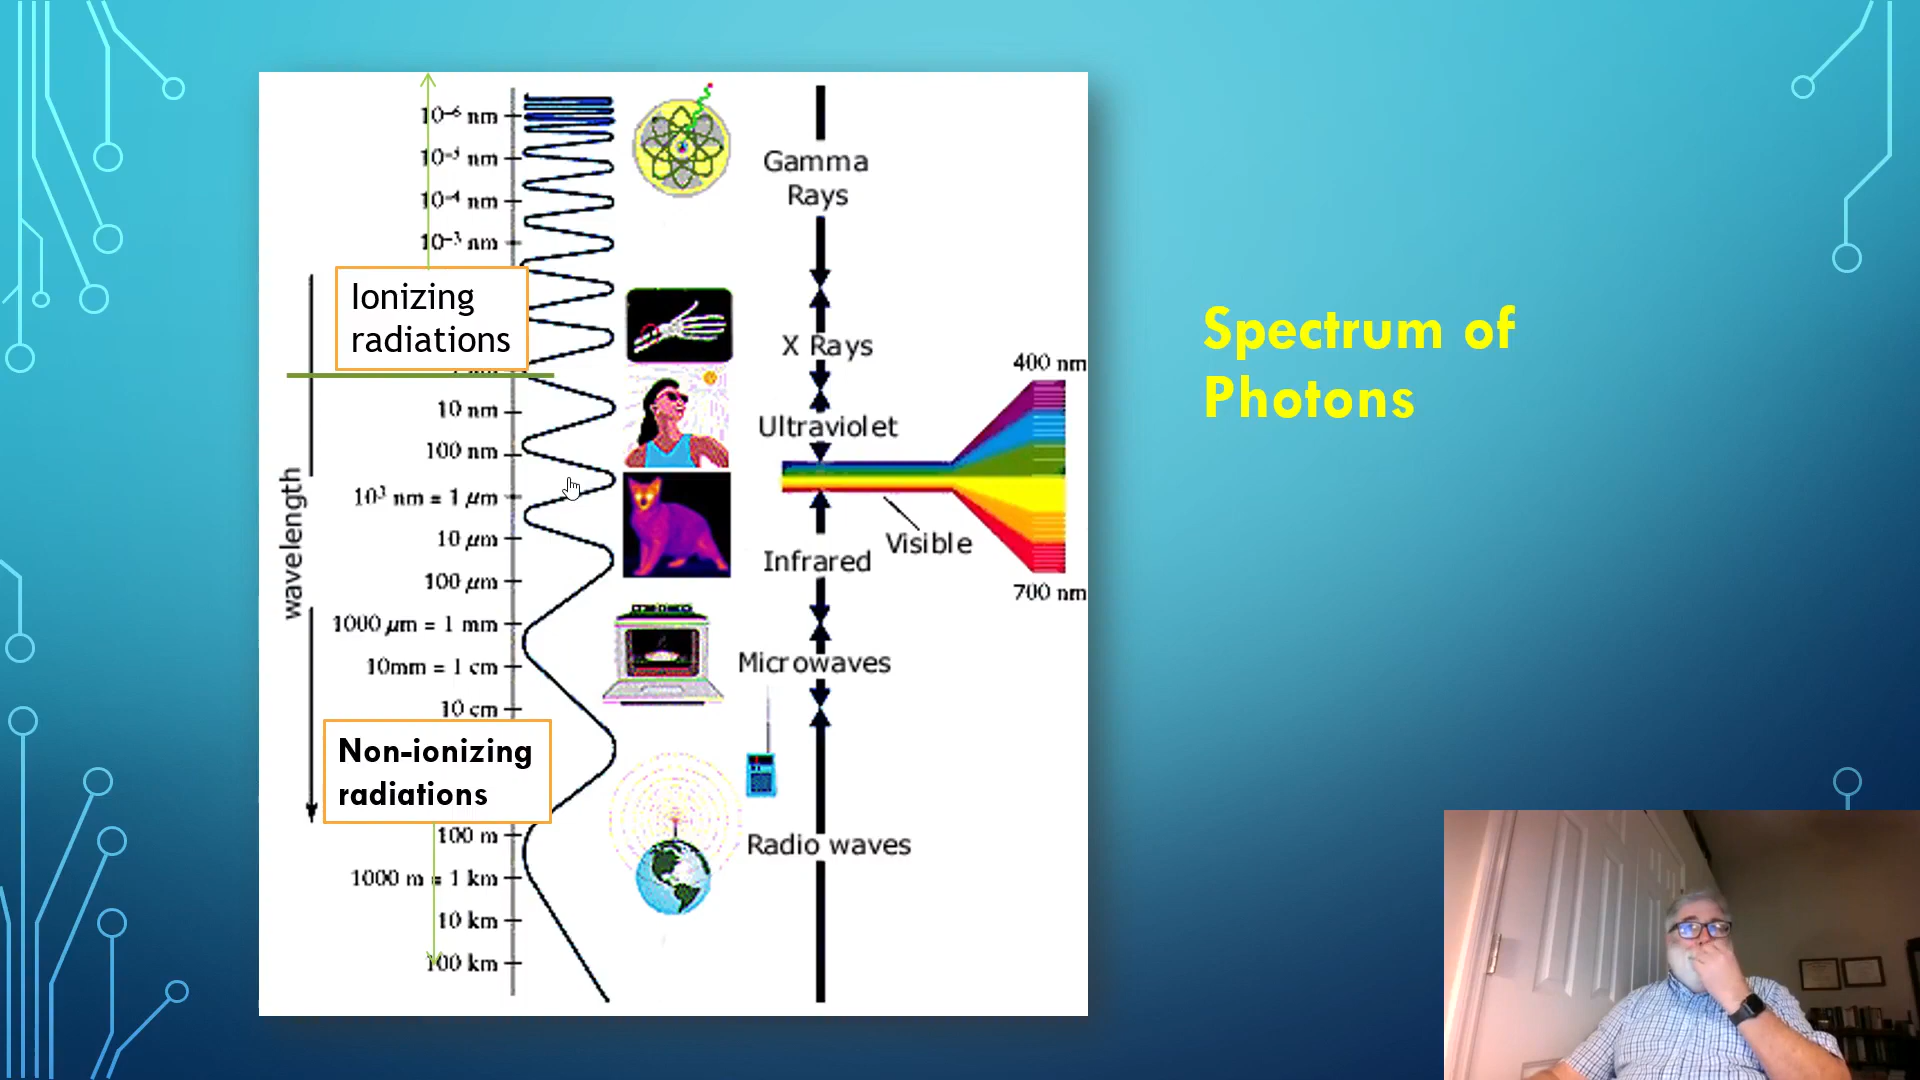 10⁻⁶ nm
10⁻⁵ nm
10⁻⁴ nm
10⁻³ nm
Ionizing
radiations
10 nm
100 nm
10³ nm = 1 µm
10 µm
100 µm
1000 µm = 1 mm
10mm = 1 cm
10 cm
Non-ionizing
radiations
100 m
1000 m = 1 km
10 km
100 km
wavelength
Gamma
Rays
X Rays
Ultraviolet
Visible
Infrared
Microwaves
Radio waves
400 nm
700 nm
Spectrum of
Photons